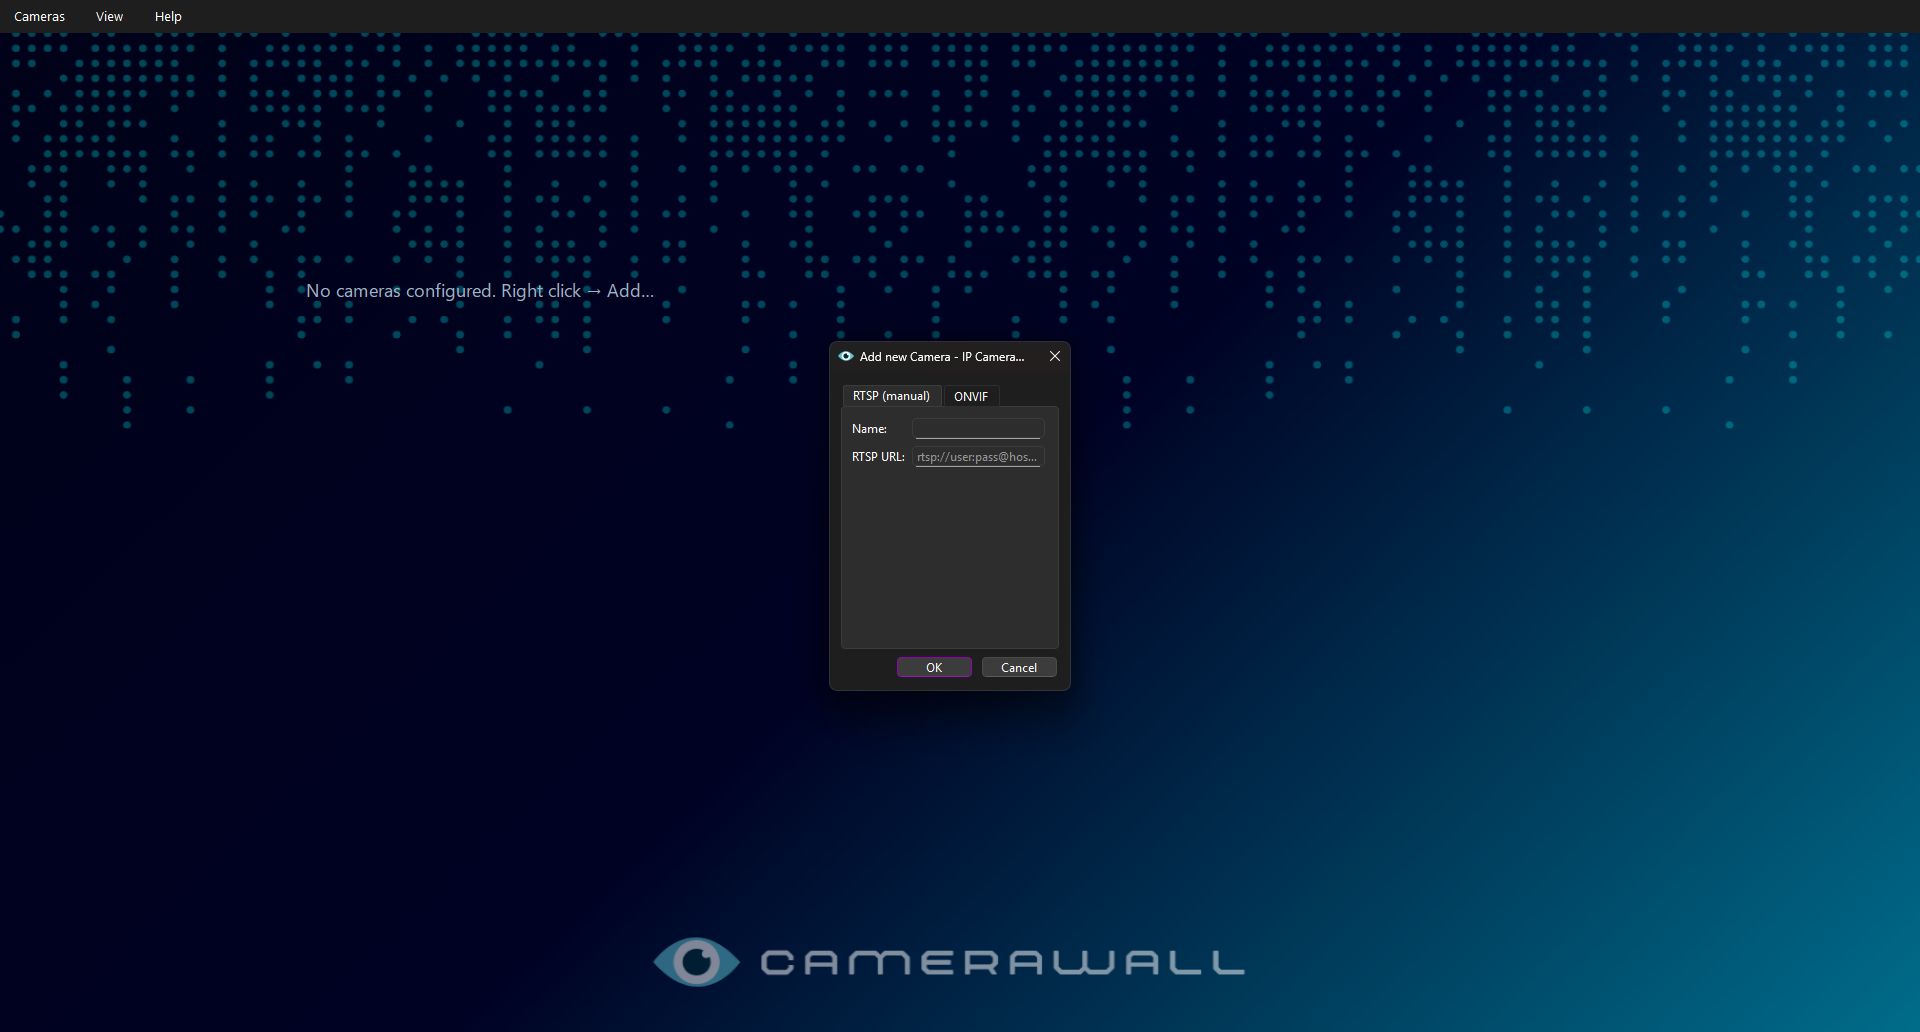 Cameras View Help
No cameras configured. Right click → Add...
Add new Camera - IP Camera...
RTSP (manual) ONVIF
Name:
RTSP URL: rtsp://user:pass@hos...
OK Cancel
CAMERAWALL